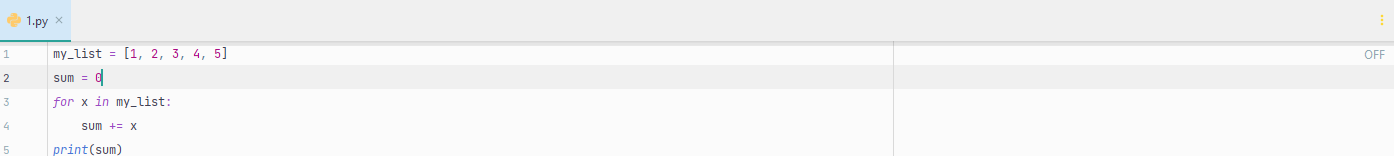 1.py ×
1 my_list = [1, 2, 3, 4, 5]
OFF
2 sum = 0
3 for x in my_list:
4     sum += x
5 print(sum)